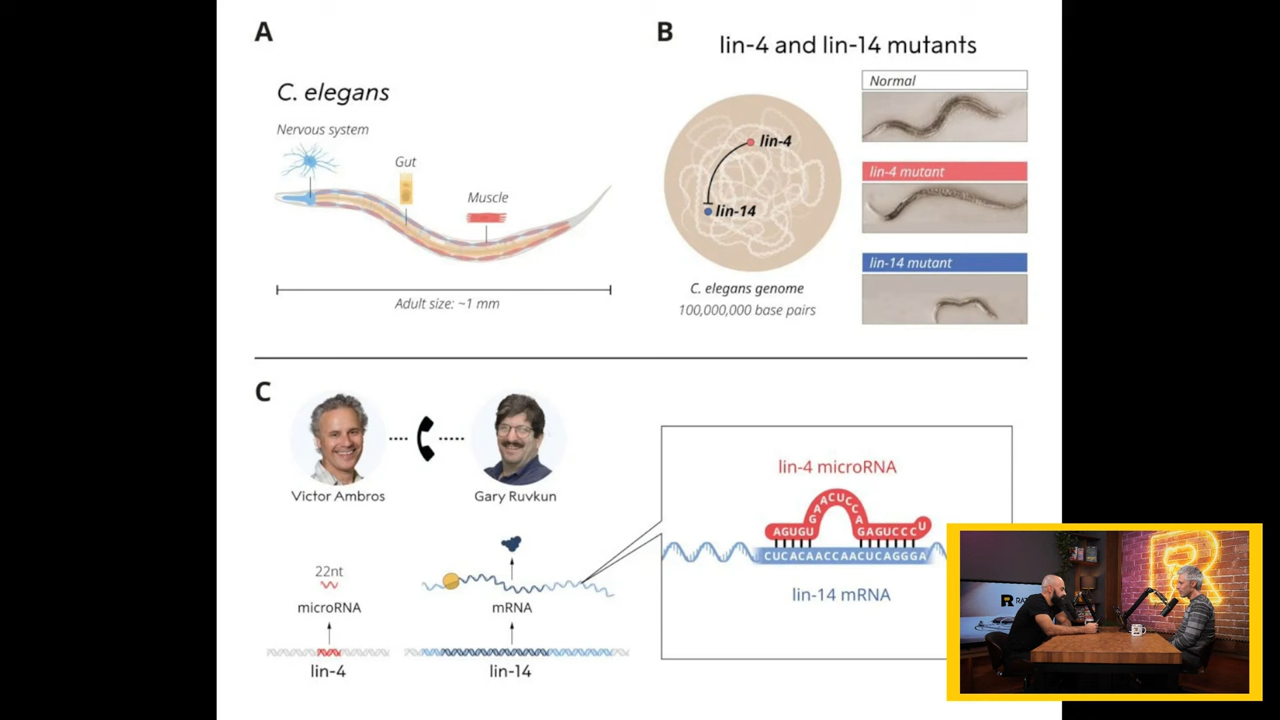 A
C. elegans
Nervous system
Gut
Muscle
Adult size: ~1 mm
B
lin-4 and lin-14 mutants
lin-4
lin-14
C. elegans genome
100,000,000 base pairs
Normal
lin-4 mutant
lin-14 mutant
C
Victor Ambros
Gary Ruvkun
22nt
microRNA
lin-4
mRNA
lin-14
lin-4 microRNA
AGUGUGAACUCCAGAGUCCCU
CUCACAACCAACUCAGGGA
lin-14 mRNA
R